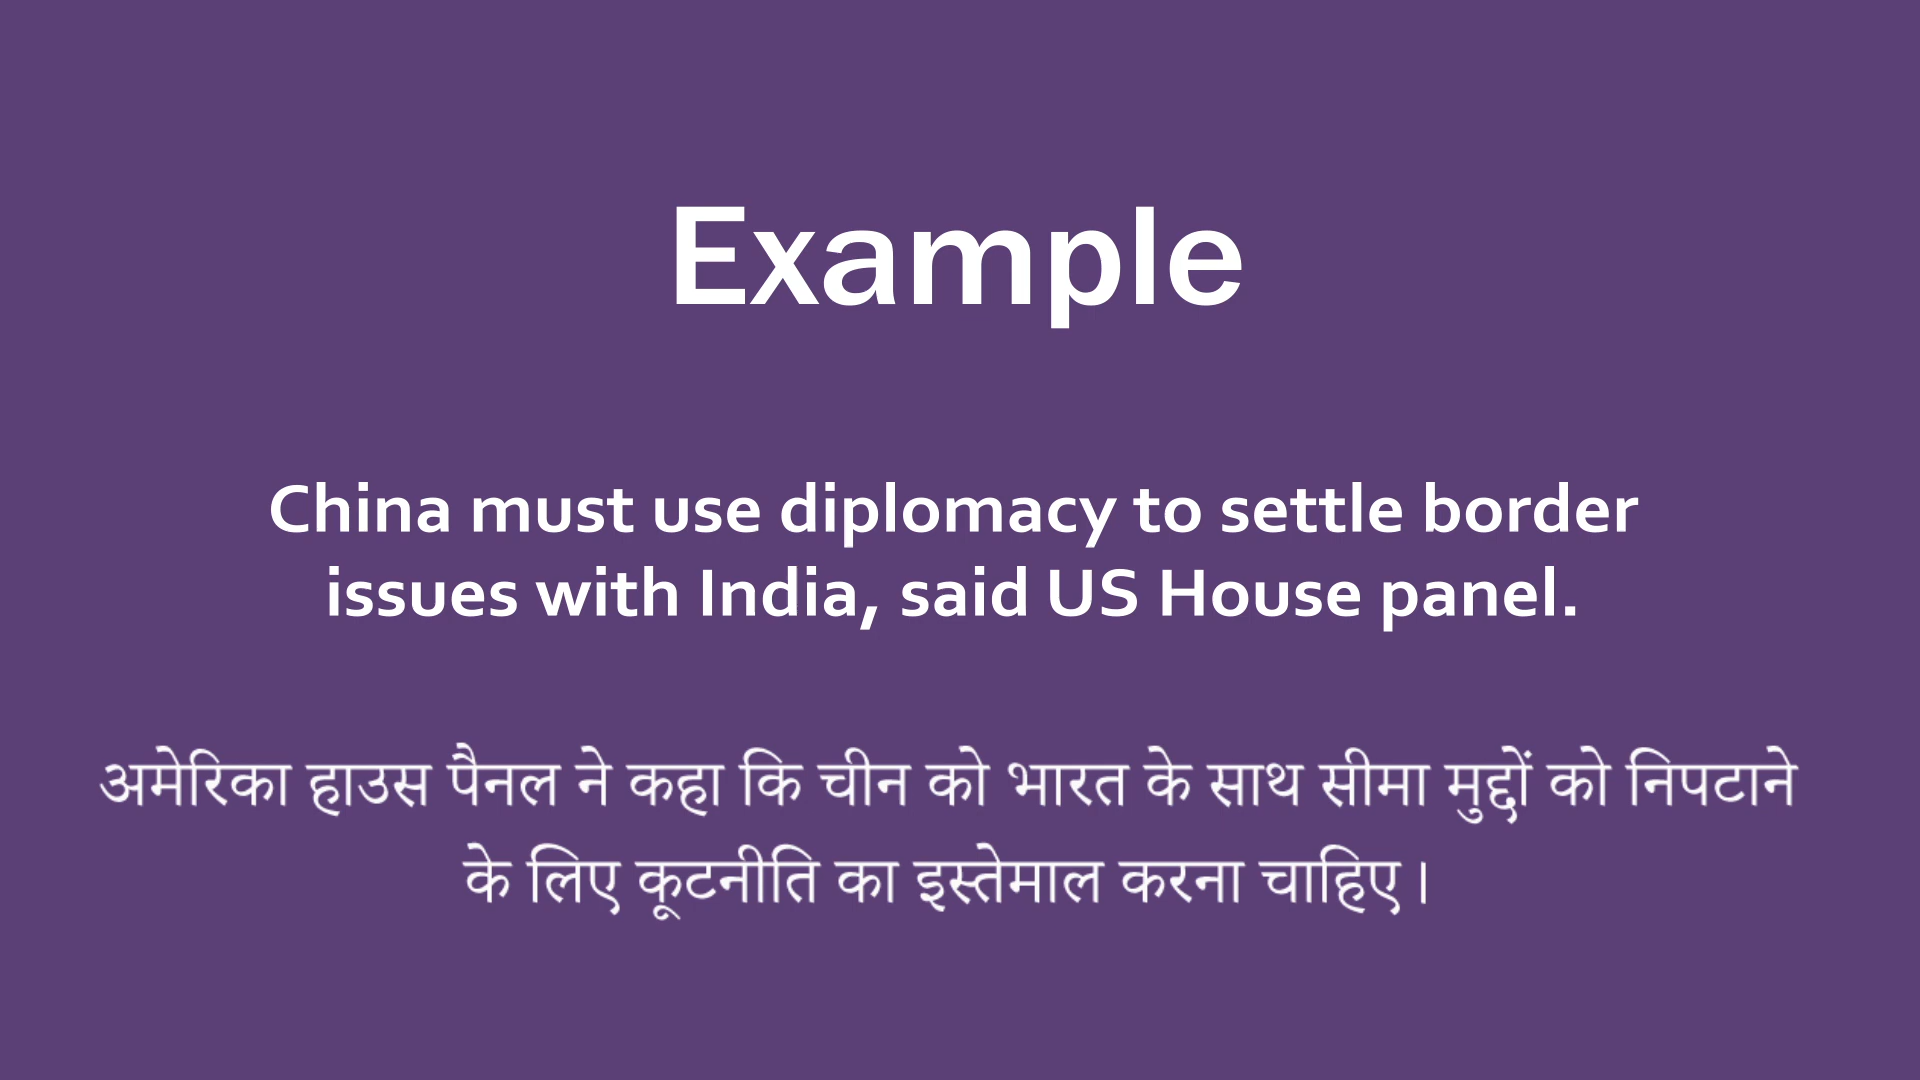 Example
China must use diplomacy to settle border
issues with India, said US House panel.
अमेरिका हाउस पैनल ने कहा कि चीन को भारत के साथ सीमा मुद्दों को निपटाने
के लिए कूटनीति का इस्तेमाल करना चाहिए।